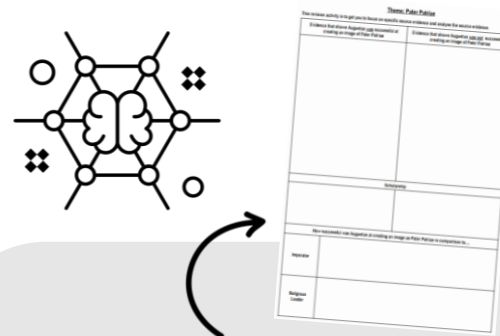 Theme: Pater Patriae
Your revision activity is to get you to focus on specific source evidence and analyse the source evidence
Evidence that shows Augustus was successful at
creating an image of Pater Patriae
Evidence that shows Augustus was not
creating an image of Pater Patriae
Scholarship
How successful was Augustus at creating an image as Pater Patriae in comparison to…
Imperator
Religious
Leader